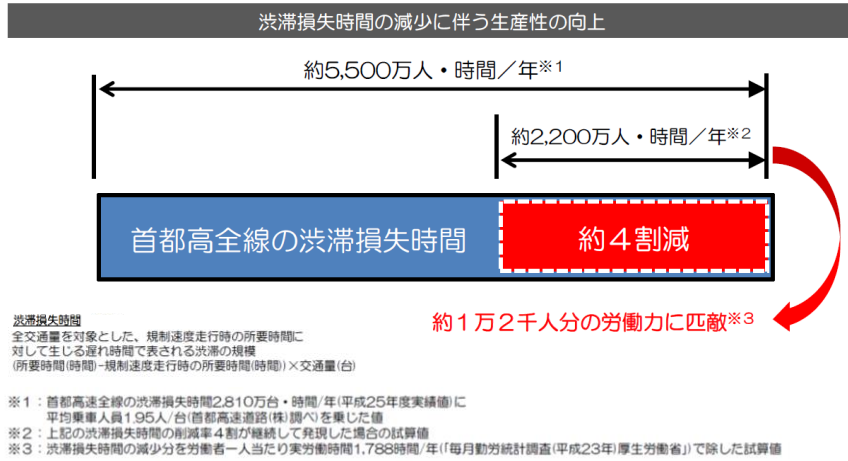 渋滞損失時間の減少に伴う生産性の向上
約5,500万人・時間／年※1
約2,200万人・時間／年※2
首都高全線の渋滞損失時間
約４割減
約１万２千人分の労働力に匹敵※3
渋滞損失時間
全交通量を対象とした、規制速度走行時の所要時間に
対して生じる遅れ時間で表される渋滞の規模
(所要時間(時間)-規制速度走行時の所要時間(時間))×交通量(台)
※１：首都高速全線の渋滞損失時間2,810万台・時間/年(平成25年度実績値)に
平均乗車人員1.95人/台(首都高速道路(株)調べ)を乗じた値
※２：上記の渋滞損失時間の削減率４割が継続して発現した場合の試算値
※３：渋滞損失時間の減少分を労働者一人当たり実労働時間1,788時間/年(｢毎月勤労統計調査(平成23年)厚生労働省｣)で除した試算値